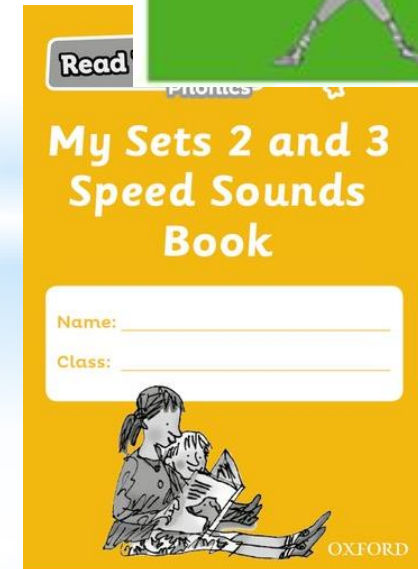 Read
Phonics
My Sets 2 and 3
Speed Sounds
Book
Name:
Class:
OXFORD